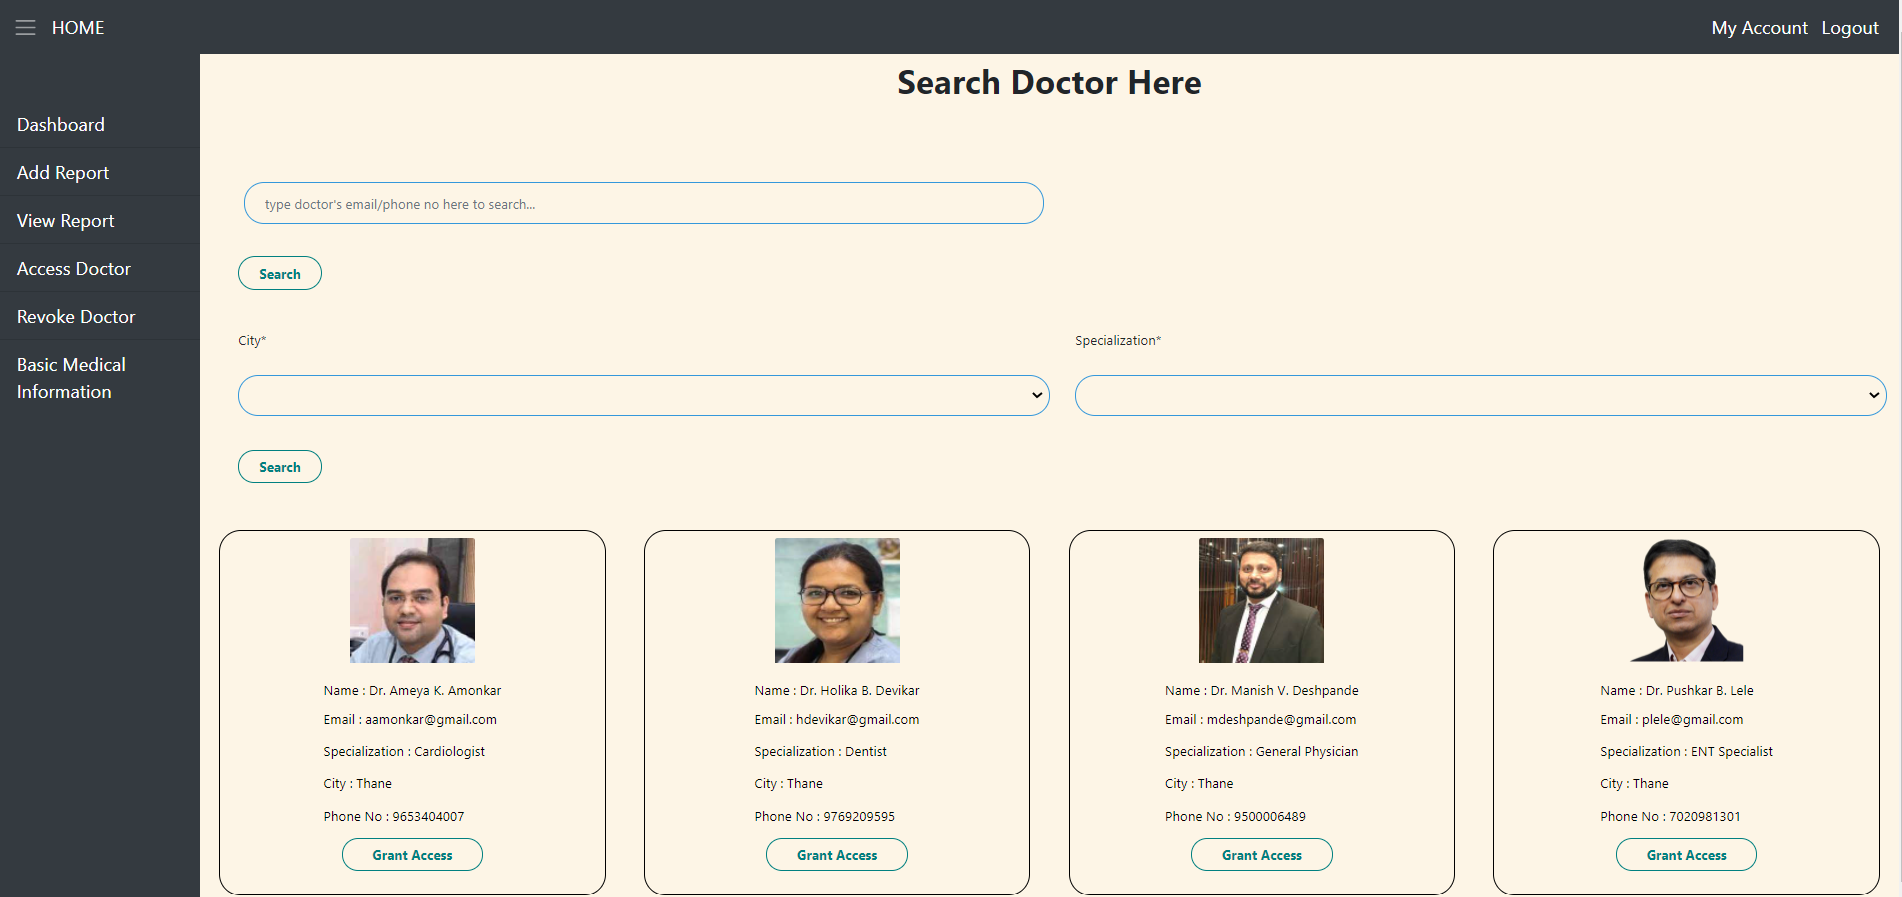 HOME
My Account
Logout
Dashboard
Add Report
View Report
Access Doctor
Revoke Doctor
Basic Medical
Information
Search Doctor Here
type doctor's email/phone no here to search...
Search
City*
Specialization*
Search
Name : Dr. Ameya K. Amonkar
Email : aamonkar@gmail.com
Specialization : Cardiologist
City : Thane
Phone No : 9653404007
Grant Access
Name : Dr. Holika B. Devikar
Email : hdevikar@gmail.com
Specialization : Dentist
City : Thane
Phone No : 9769209595
Grant Access
Name : Dr. Manish V. Deshpande
Email : mdeshpande@gmail.com
Specialization : General Physician
City : Thane
Phone No : 9500006489
Grant Access
Name : Dr. Pushkar B. Lele
Email : plele@gmail.com
Specialization : ENT Specialist
City : Thane
Phone No : 7020981301
Grant Access